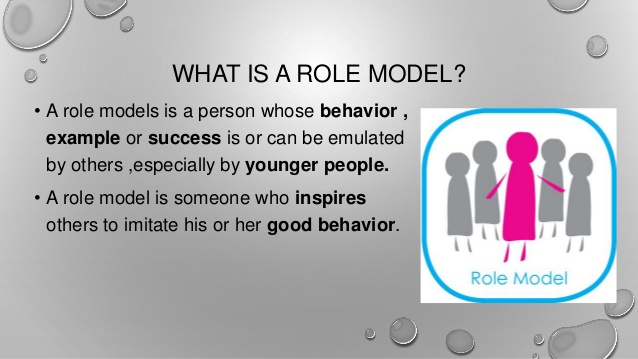 WHAT IS A ROLE MODEL?
• A role models is a person whose behavior ,
example or success is or can be emulated
by others ,especially by younger people.
• A role model is someone who inspires
others to imitate his or her good behavior.
Role Model